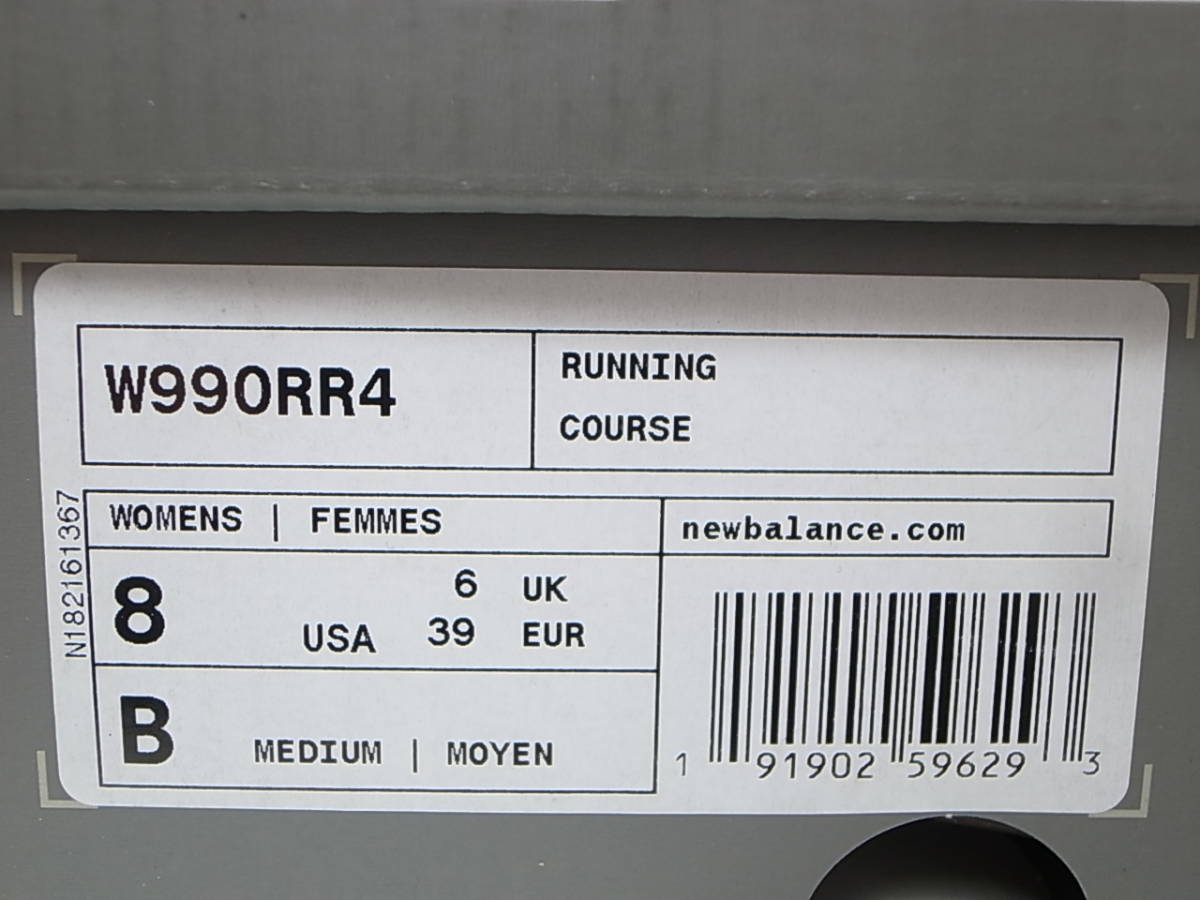 W990RR4
RUNNING
COURSE
N182161367
WOMENS | FEMMES
newbalance.com
8 USA
6 UK
39 EUR
B MEDIUM | MOYEN
1 91902 59629 3